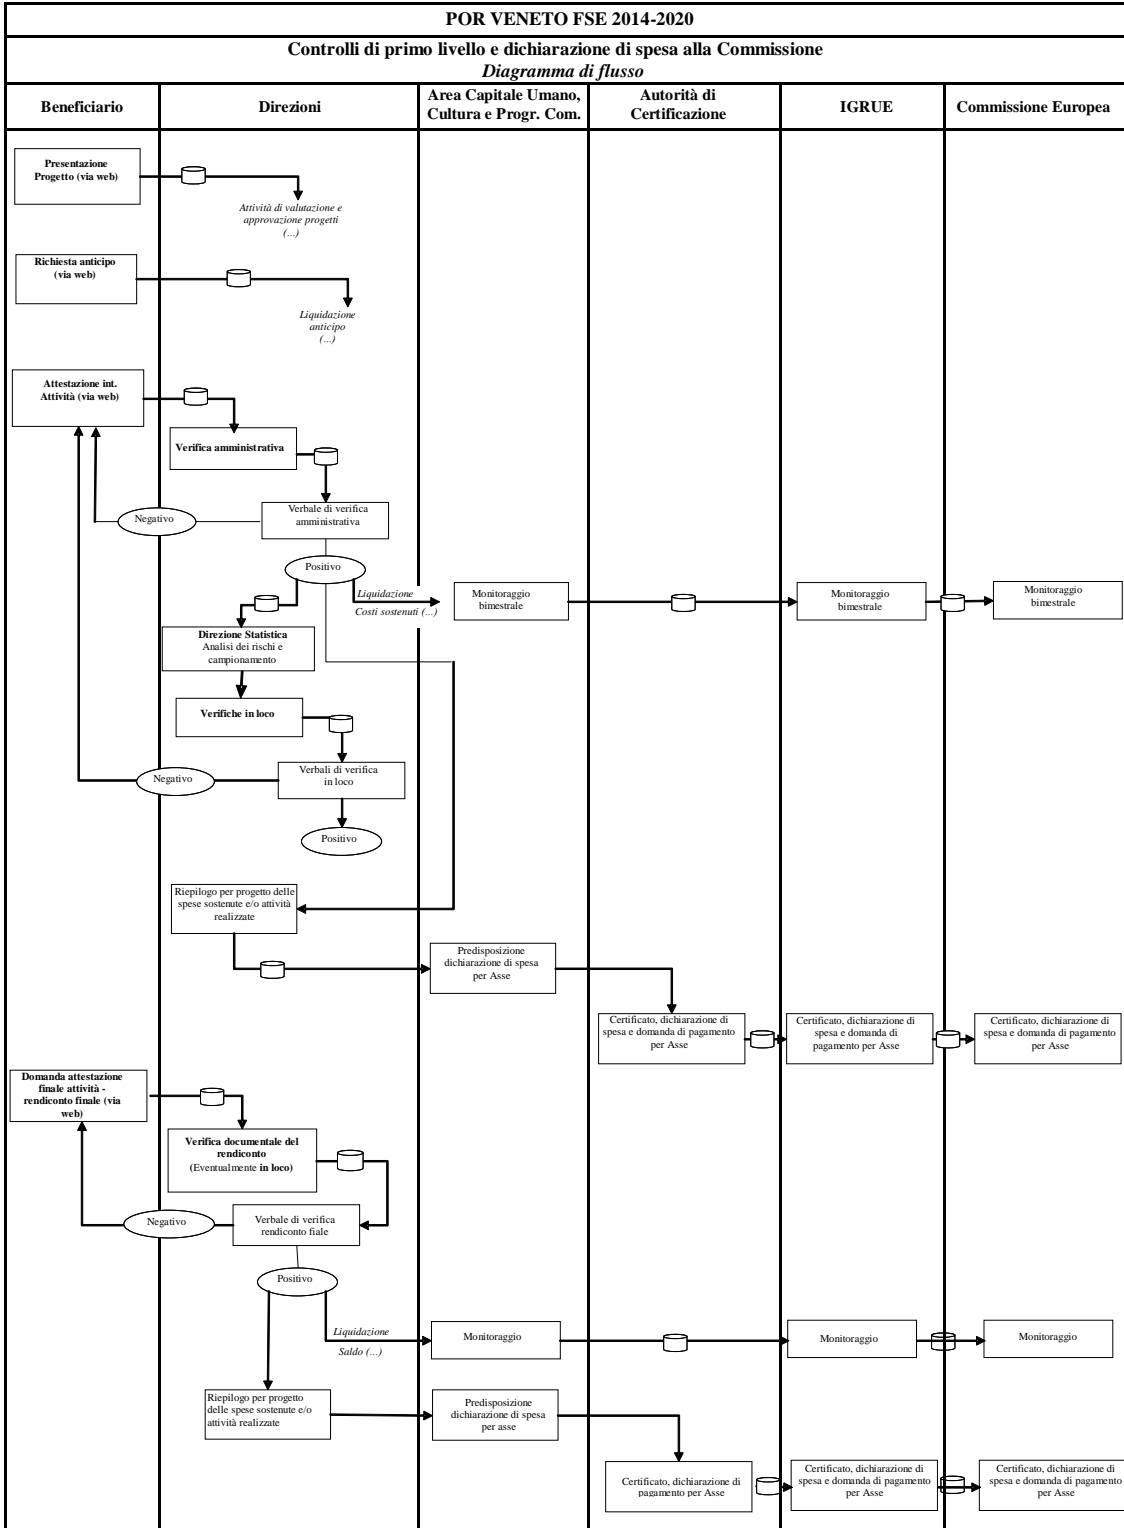 POR VENETO FSE 2014-2020
Controlli di primo livello e dichiarazione di spesa alla Commissione
Diagramma di flusso
Beneficiario
Direzioni
Area Capitale Umano,
Cultura e Progr. Com.
Autorità di
Certificazione
IGRUE
Commissione Europea
Presentazione
Progetto (via web)
Attività di valutazione e
approvazione progetti
(...)
Richiesta anticipo
(via web)
Liquidazione
anticipo
(...)
Attestazione int.
Attività (via web)
Verifica amministrativa
Negativo
Verbale di verifica
amministrativa
Positivo
Liquidazione
Costi sostenuti (...)
Monitoraggio
bimestrale
Monitoraggio
bimestrale
Monitoraggio
bimestrale
Direzione Statistica
Analisi dei rischi e
campionamento
Verifiche in loco
Negativo
Verbali di verifica
in loco
Positivo
Riepilogo per progetto delle
spese sostenute e/o attività
realizzate
Predisposizione
dichiarazione di spesa
per Asse
Certificato, dichiarazione di
spesa e domanda di pagamento
per Asse
Certificato, dichiarazione di
spesa e domanda di
pagamento per Asse
Certificato, dichiarazione di
spesa e domanda di pagamento
per Asse
Domanda attestazione
finale attività -
rendiconto finale (via
web)
Verifica documentale del
rendiconto
(Eventualmente in loco)
Negativo
Verbale di verifica
rendiconto fiale
Positivo
Liquidazione
Saldo (...)
Monitoraggio
Monitoraggio
Monitoraggio
Riepilogo per progetto
delle spese sostenute e/o
attività realizzate
Predisposizione
dichiarazione di spesa
per asse
Certificato, dichiarazione di
pagamento per Asse
Certificato, dichiarazione di
spesa e domanda di pagamento
per Asse
Certificato, dichiarazione di
spesa e domanda di pagamento
per Asse